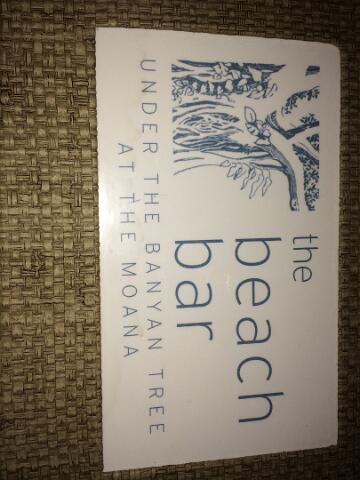 the
beach
bar
UNDER THE BANYAN TREE
AT THE MOANA